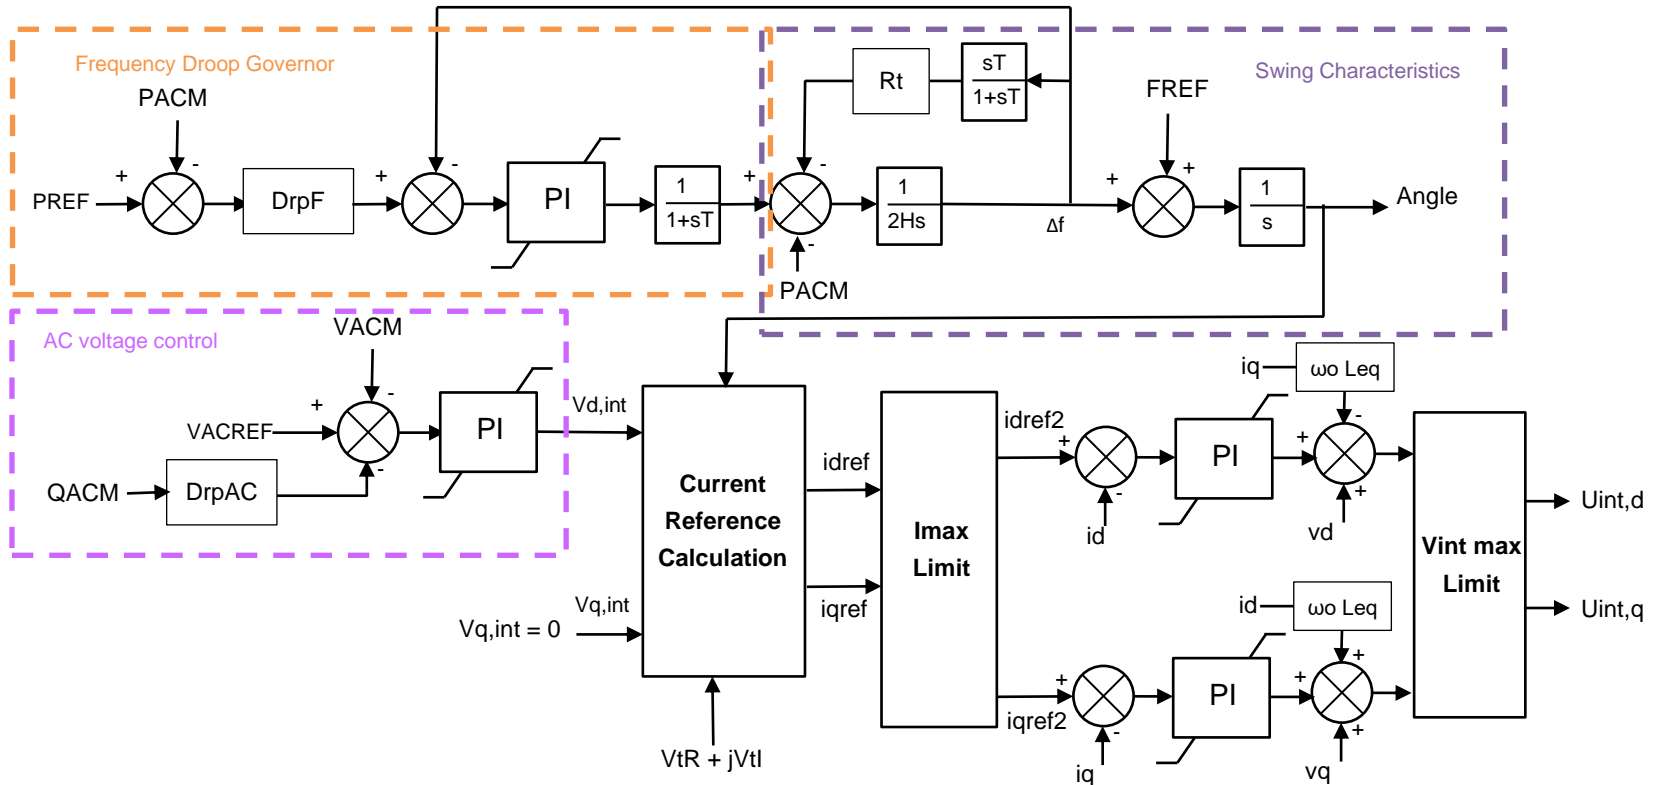 Frequency Droop Governor
PACM
-
+
PREF
DrpF
+
-
PI
1
1+sT
+
Swing Characteristics
Rt
sT
1+sT
FREF
-
-
PACM
1
2Hs
Δf
+
+
1
s
Angle
AC voltage control
VACM
-
+
VACREF
-
QACM
DrpAC
PI
Vd,int
Vq,int
Vq,int = 0
Current
Reference
Calculation
VtR + jVtI
idref
iqref
Imax
Limit
idref2
+
-
id
PI
iq
ωo Leq
-
+
+
vd
iqref2
+
-
iq
PI
id
ωo Leq
+
+
+
vq
Vint max
Limit
Uint,d
Uint,q